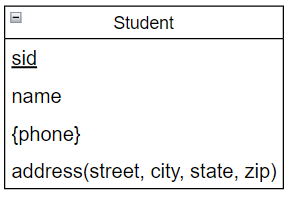 Student
sid
name
{phone}
address(street, city, state, zip)